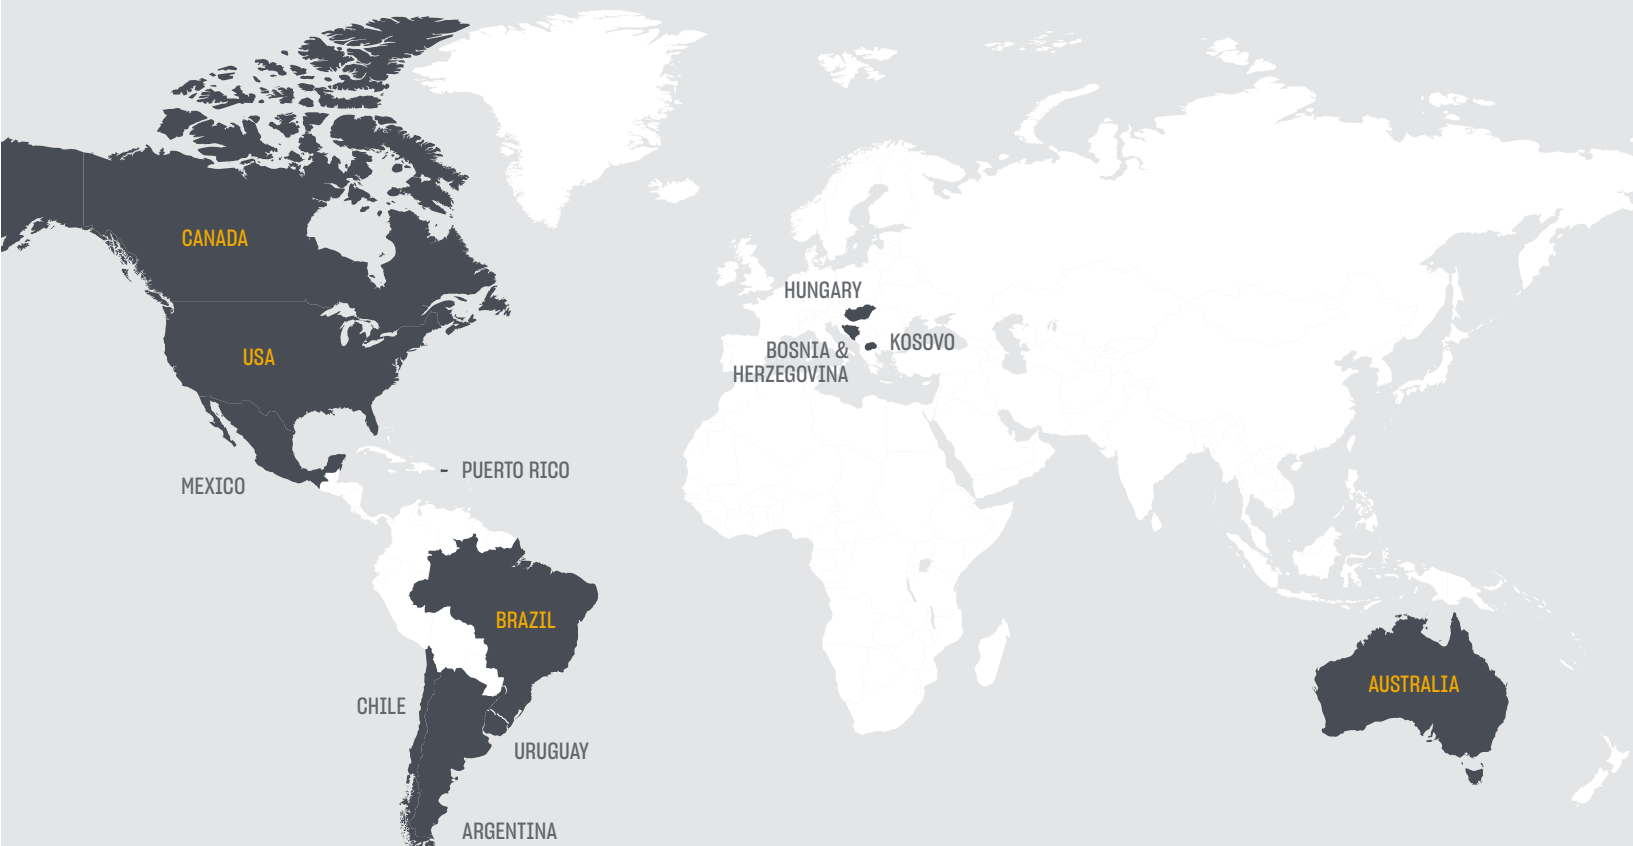 CANADA
HUNGARY
KOSOVO
BOSNIA &
HERZEGOVINA
USA
PUERTO RICO
MEXICO
BRAZIL
AUSTRALIA
CHILE
URUGUAY
ARGENTINA